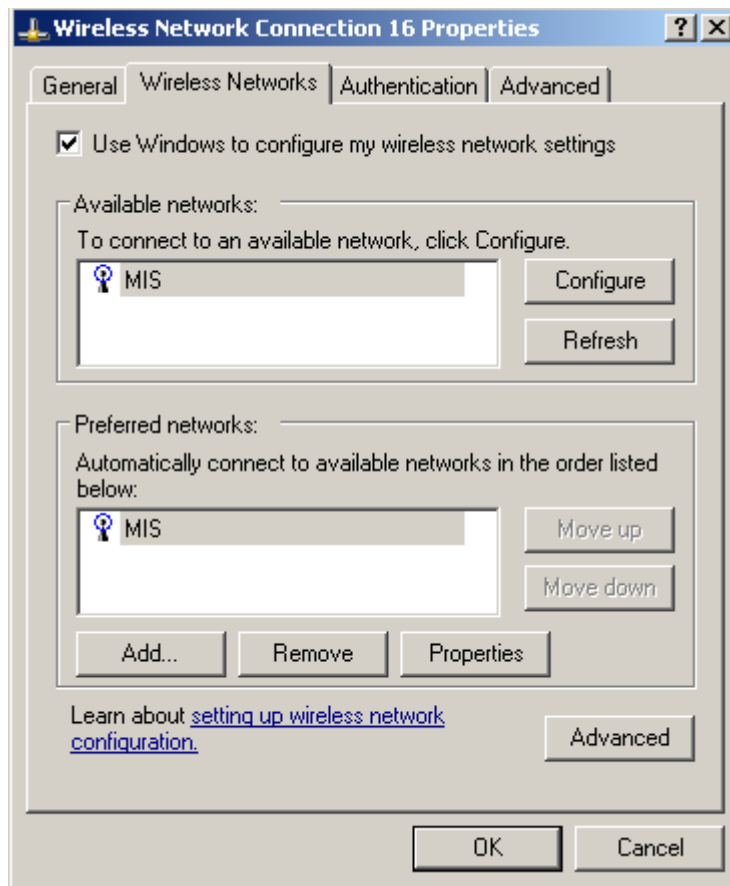 Wireless Network Connection 16 Properties
General Wireless Networks Authentication Advanced
Use Windows to configure my wireless network settings
Available networks:
To connect to an available network, click Configure.
MIS
Configure
Refresh
Preferred networks:
Automatically connect to available networks in the order listed
below:
MIS
Move up
Move down
Add... Remove Properties
Learn about setting up wireless network
configuration.
Advanced
OK Cancel